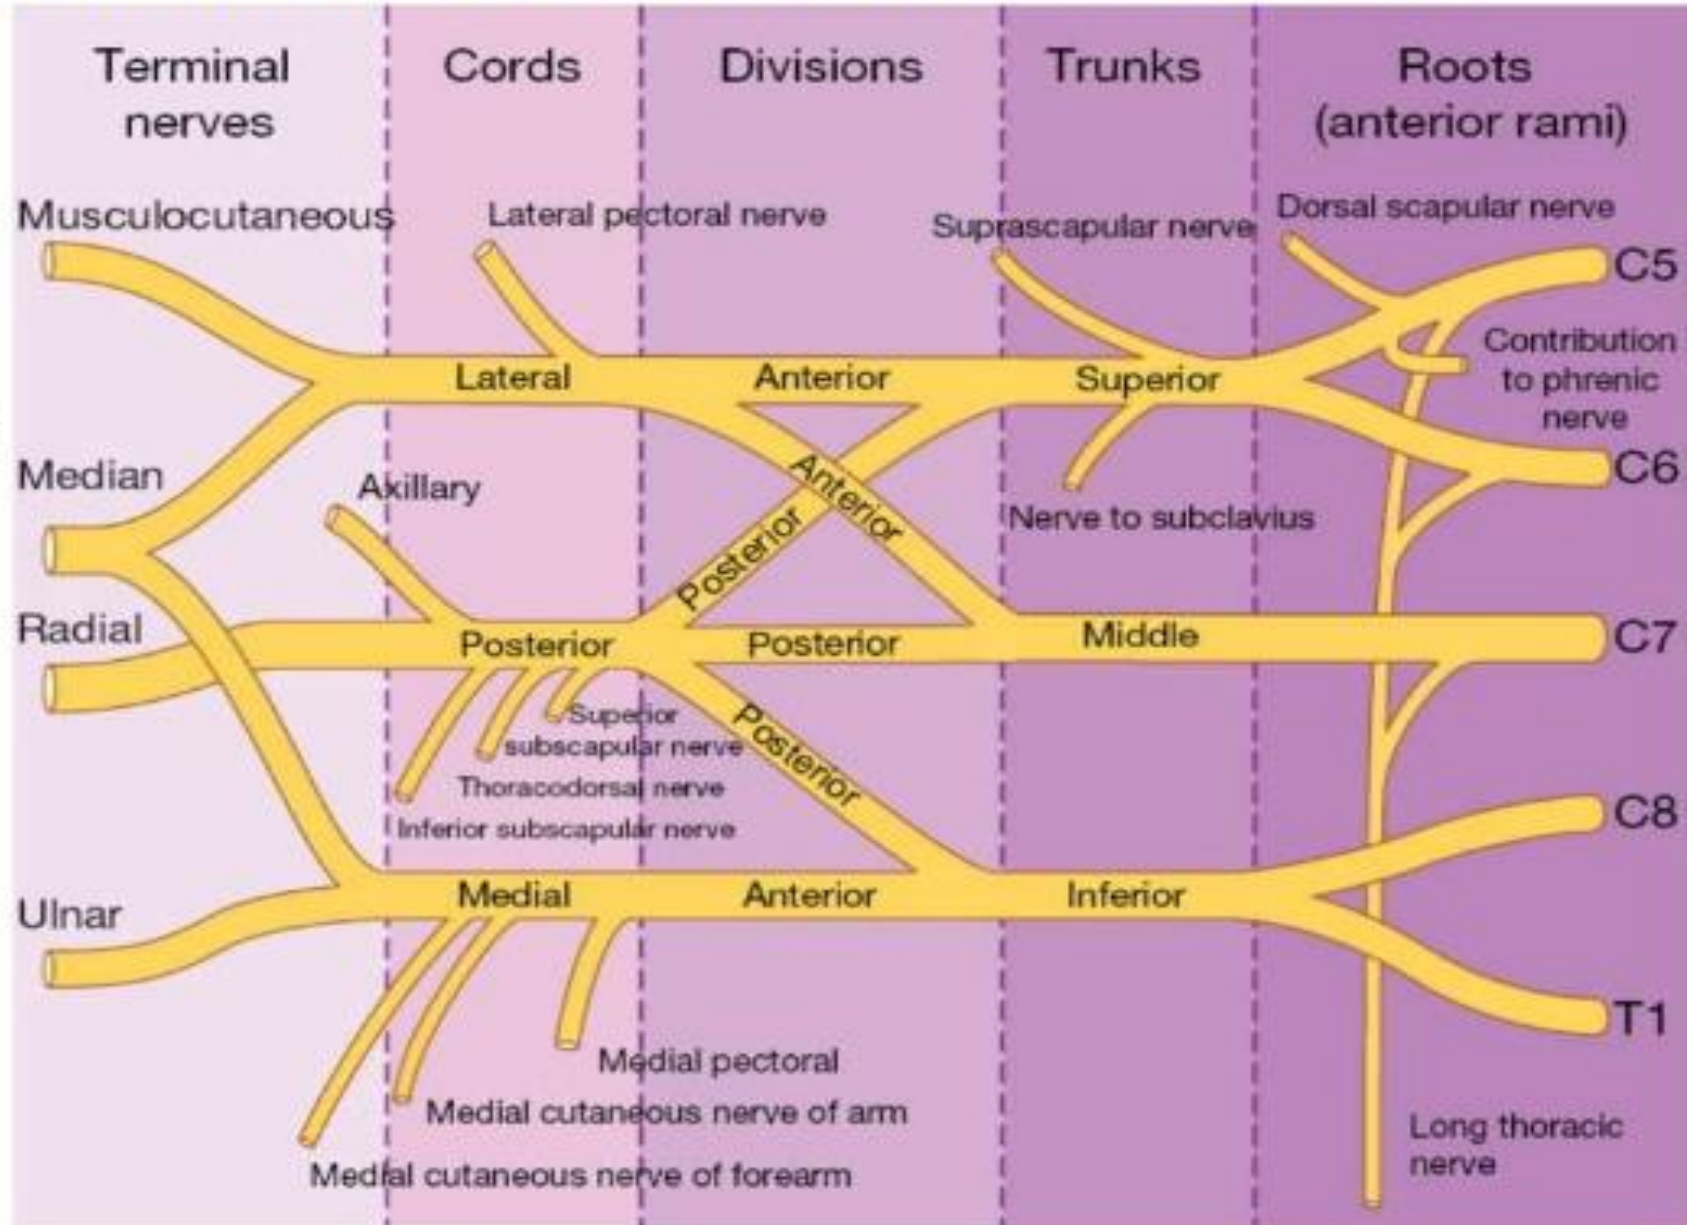 Terminal
nerves
Cords
Divisions
Trunks
Roots
(anterior rami)
Musculocutaneous
Lateral pectoral nerve
Suprascapular nerve
Dorsal scapular nerve
C5
Contribution
to phrenic
nerve
Lateral
Anterior
Superior
Median
Axillary
Anterior
Posterior
Nerve to subclavius
C6
Radial
Posterior
Posterior
Middle
C7
Superior
subscapular nerve
Thoracodorsal nerve
Inferior subscapular nerve
Posterior
C8
Ulnar
Medial
Anterior
Inferior
T1
Medial pectoral
Medial cutaneous nerve of arm
Medial cutaneous nerve of forearm
Long thoracic
nerve